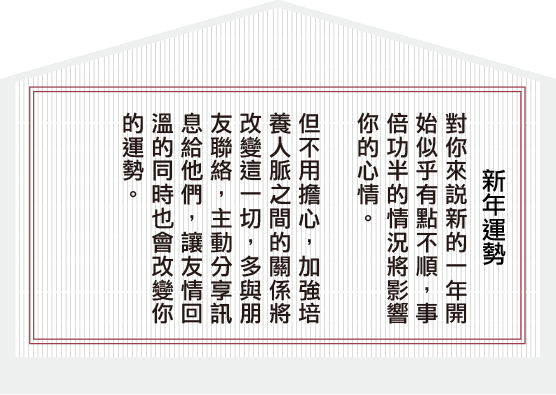 新年運勢
對你來說新的一年開
始似乎有點不順，事
倍功半的情況將影響
你的心情。
但不用擔心，加強培
養人脈之間的關係將
改變這一切，多與朋
友聯絡，主動分享訊
息給他們，讓友情回
溫的同時也會改變你
的運勢。